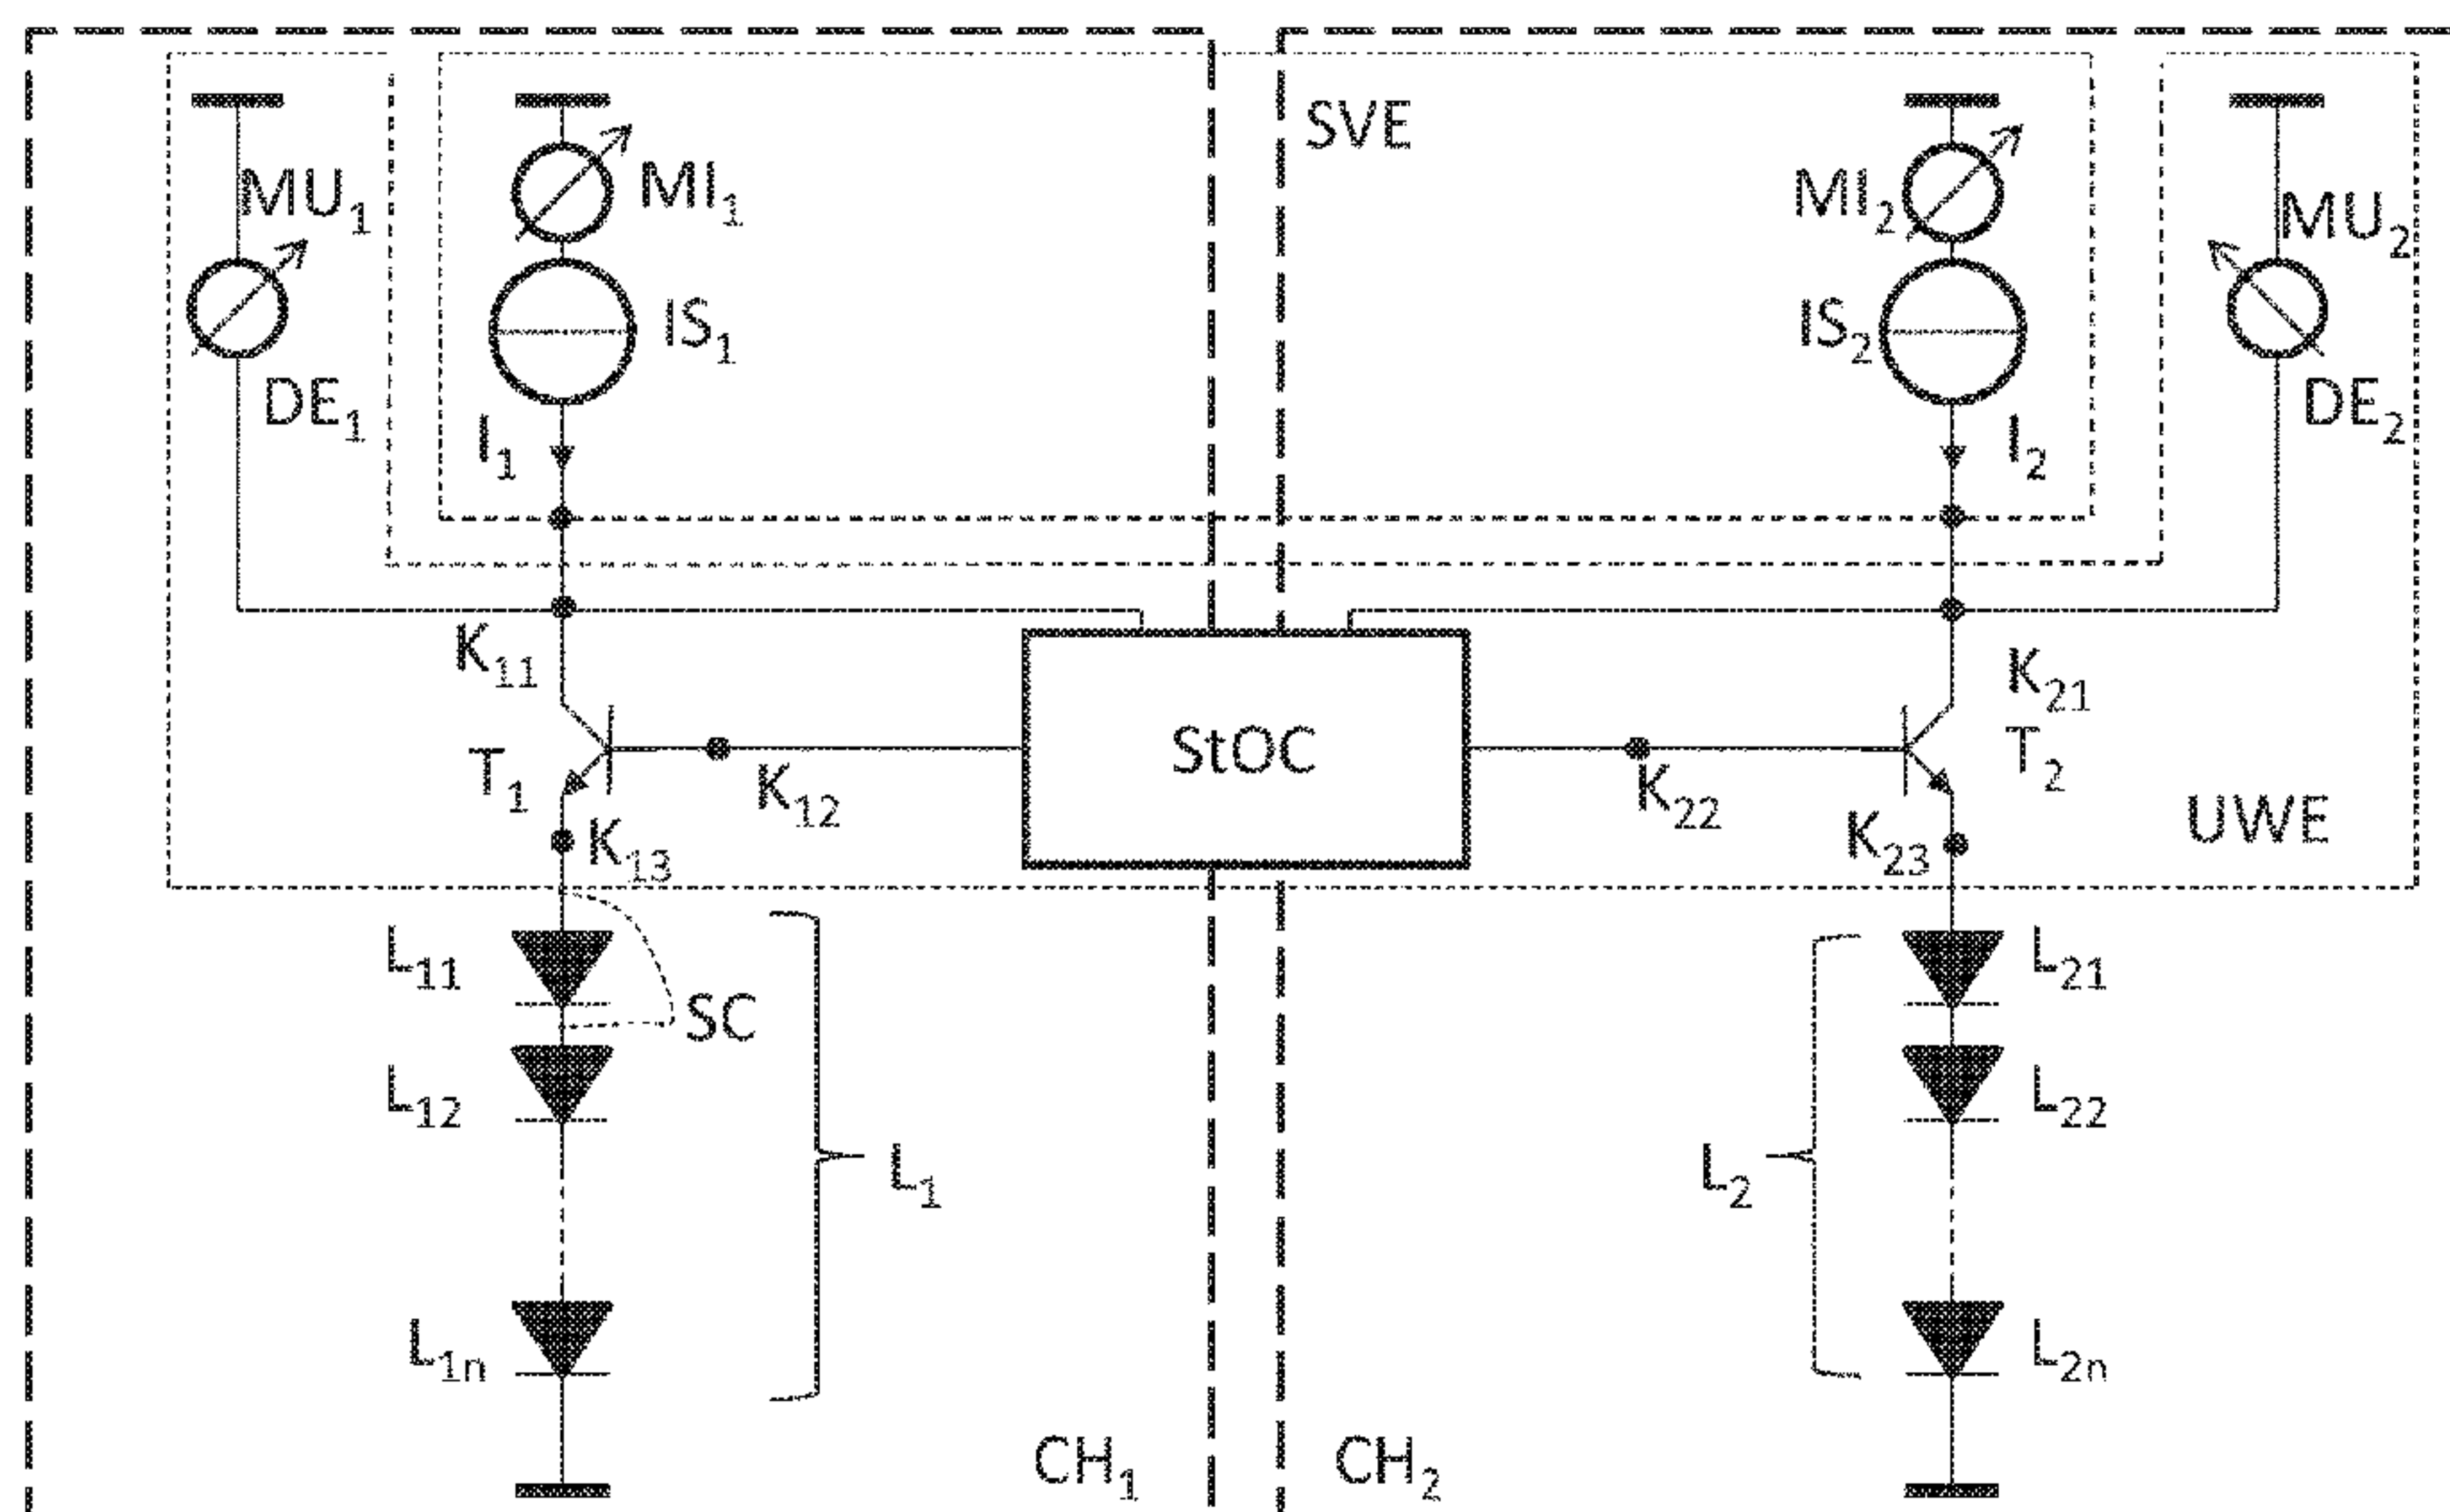 SVE
MU1
MI1
MI2
MU2
IS1
IS2
DE1
DE2
I1
I2
K11
K21
StOC
T1
K12
K22
T2
UWE
K13
K23
L11
L21
SC
L12
L22
L1
L2
L1n
L2n
CH1
CH2